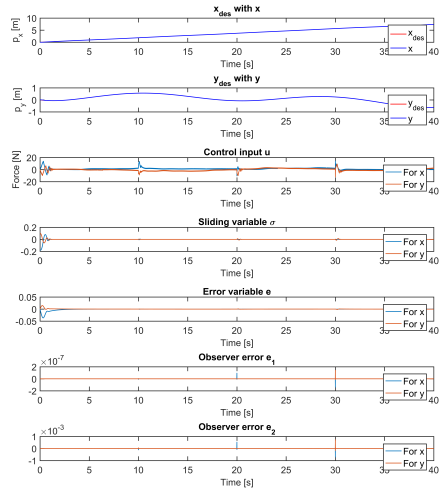 x_des with x
10
5
0
p_x [m]
x_des
x
0 5 10 15 20 25 30 35 40
Time [s]
y_des with y
1
0
-1
p_y [m]
y_des
y
0 5 10 15 20 25 30 35 40
Time [s]
Control input u
20
0
-20
Force [N]
For x
For y
0 5 10 15 20 25 30 35 40
Time [s]
Sliding variable σ
0.2
0
-0.2
For x
For y
0 5 10 15 20 25 30 35 40
Time [s]
Error variable e
0.05
0
-0.05
For x
For y
0 5 10 15 20 25 30 35 40
Time [s]
Observer error e_1
×10^-7
2
0
-2
For x
For y
0 5 10 15 20 25 30 35 40
Time [s]
Observer error e_2
×10^-3
1
0
-1
For x
For y
0 5 10 15 20 25 30 35 40
Time [s]